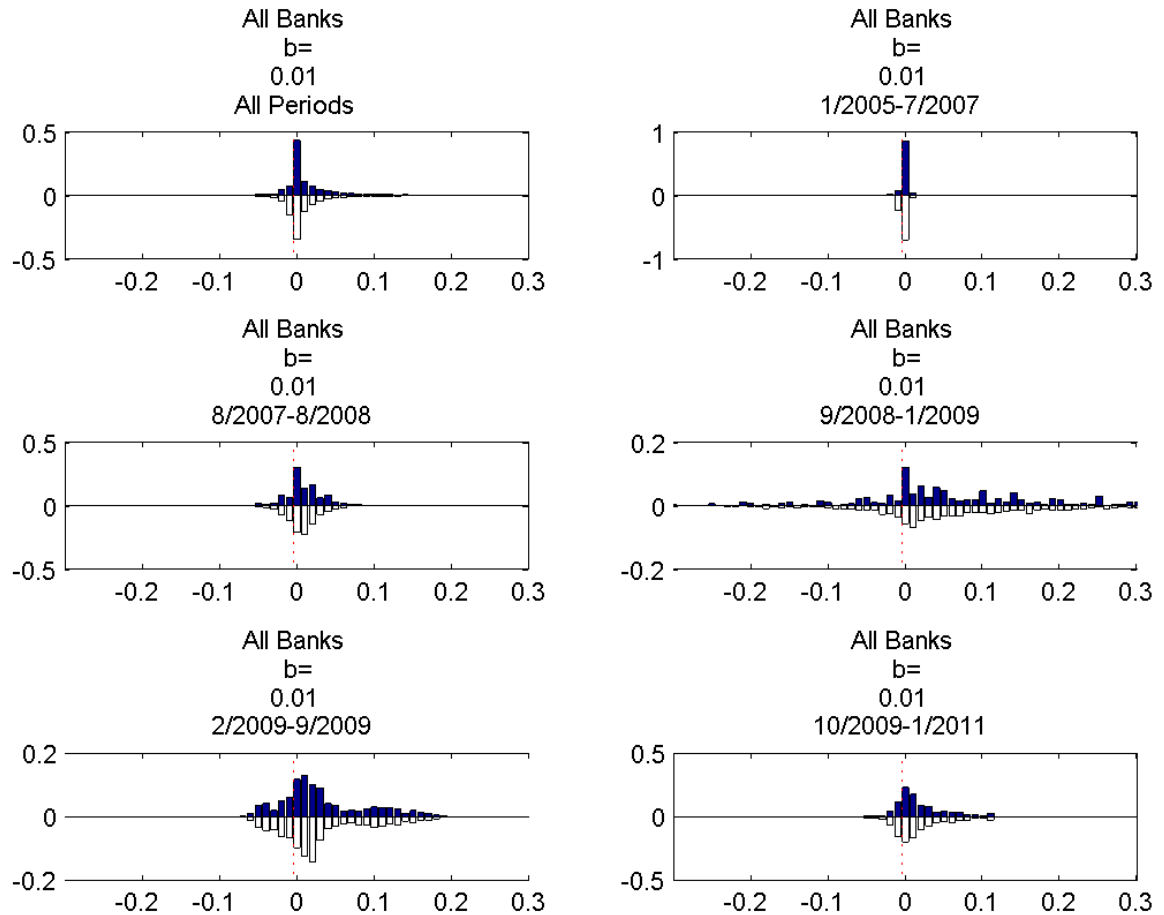 All Banks
b=
0.01
All Periods
0.5
0
-0.5
-0.2 -0.1 0 0.1 0.2 0.3
All Banks
b=
0.01
1/2005-7/2007
1
0
-1
-0.2 -0.1 0 0.1 0.2 0.3
All Banks
b=
0.01
8/2007-8/2008
0.5
0
-0.5
-0.2 -0.1 0 0.1 0.2 0.3
All Banks
b=
0.01
9/2008-1/2009
0.2
0
-0.2
-0.2 -0.1 0 0.1 0.2 0.3
All Banks
b=
0.01
2/2009-9/2009
0.2
0
-0.2
-0.2 -0.1 0 0.1 0.2 0.3
All Banks
b=
0.01
10/2009-1/2011
0.5
0
-0.5
-0.2 -0.1 0 0.1 0.2 0.3